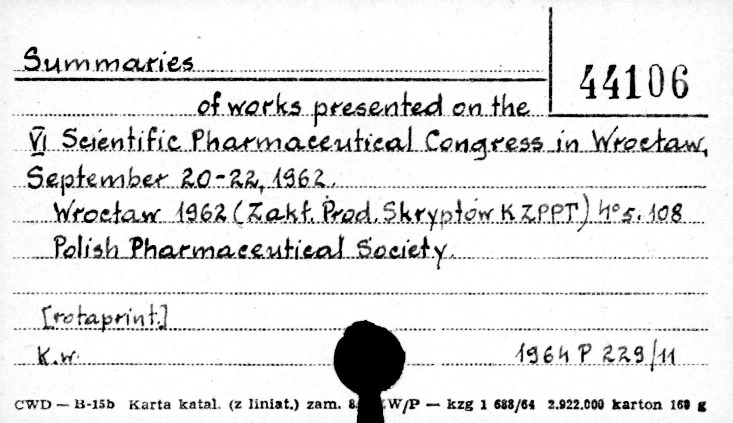 Summaries
44106
of works presented on the
VI Scientific Pharmaceutical Congress in Wrocław,
September 20-22, 1962.
Wrocław 1962 (Zakł. Prod. Skryptów KZPPT) 4° s. 108
Polish Pharmaceutical Society.
[rotaprint.]
K.w. 1964 P 229/11
CWD — B-15b Karta katal. (z liniat.) zam. 8 W/P — kzg 1 688/64 2.922.000 karton 160 g